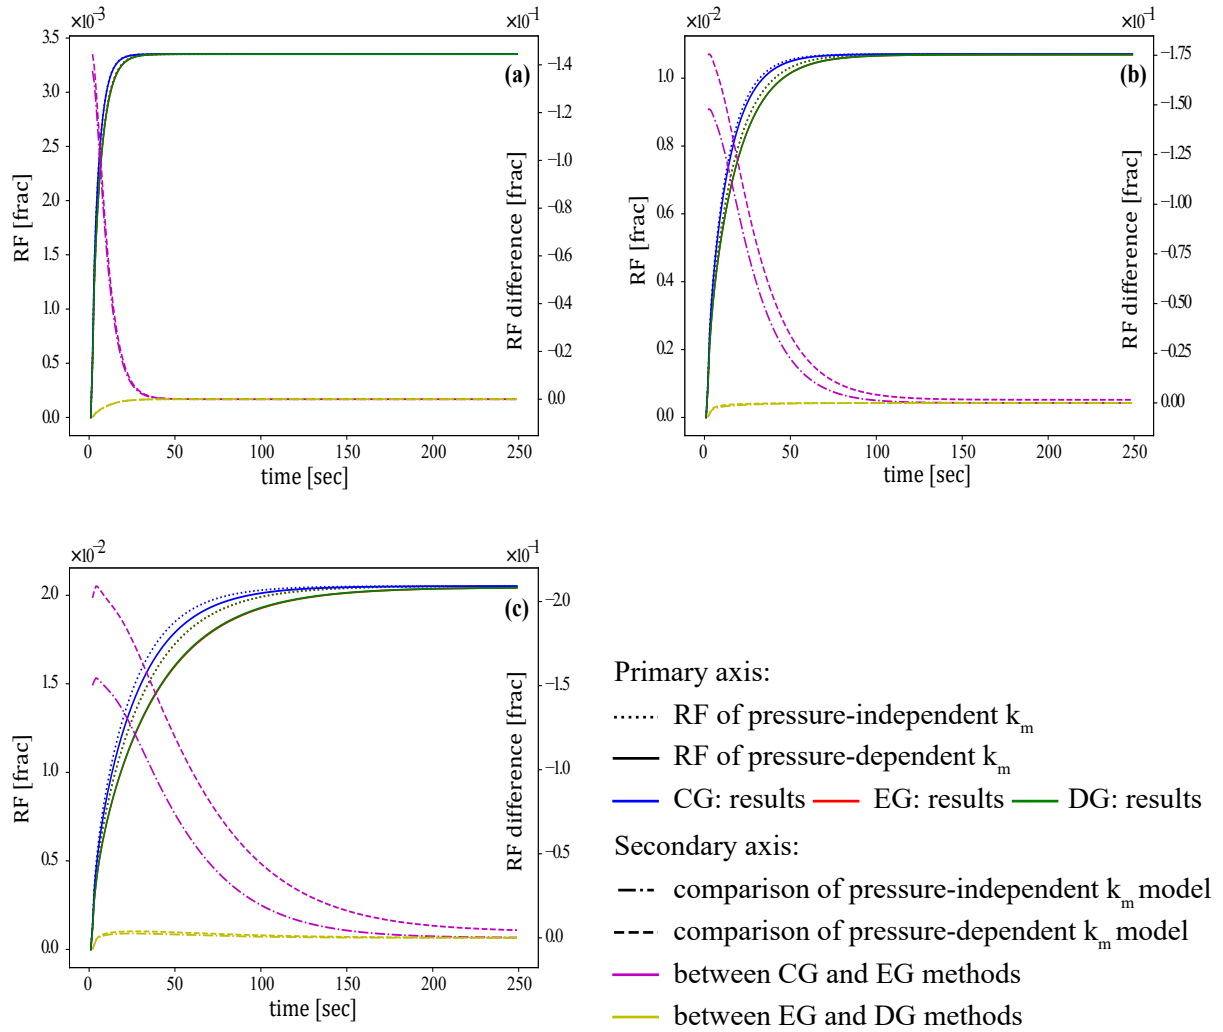 ×10⁻³ ×10⁻¹
3.5
3.0
2.5
2.0
1.5
1.0
0.5
0.0
RF [frac]
−1.4
−1.2
−1.0
−0.8
−0.6
−0.4
−0.2
0.0
RF difference [frac]
(a)
0 50 100 150 200 250
time [sec]
×10⁻² ×10⁻¹
1.0
0.8
0.6
0.4
0.2
0.0
RF [frac]
−1.75
−1.50
−1.25
−1.00
−0.75
−0.50
−0.25
0.00
RF difference [frac]
(b)
0 50 100 150 200 250
time [sec]
×10⁻² ×10⁻¹
2.0
1.5
1.0
0.5
0.0
RF [frac]
−2.0
−1.5
−1.0
−0.5
0.0
RF difference [frac]
(c)
0 50 100 150 200 250
time [sec]
Primary axis:
RF of pressure-independent kₘ
RF of pressure-dependent kₘ
CG: results EG: results DG: results
Secondary axis:
comparison of pressure-independent kₘ model
comparison of pressure-dependent kₘ model
between CG and EG methods
between EG and DG methods